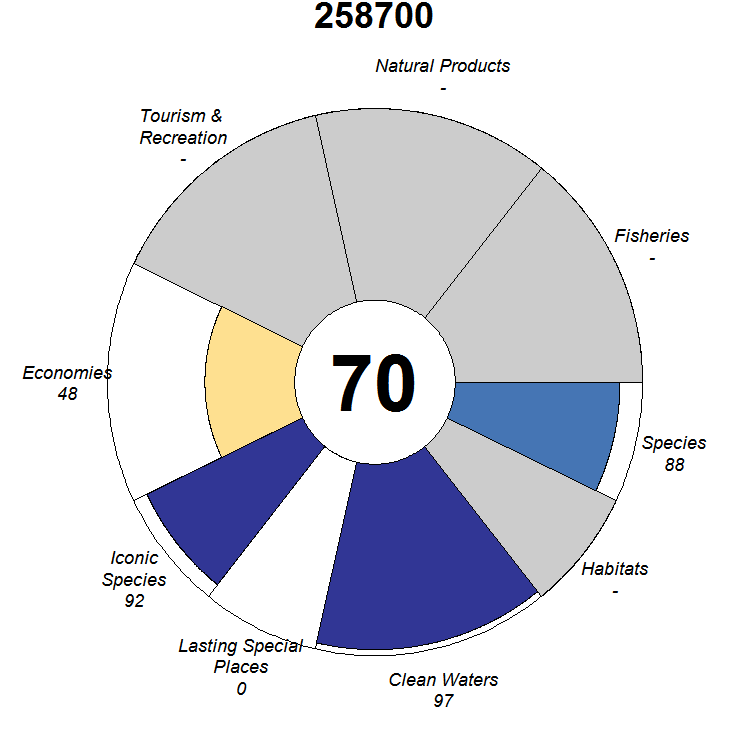 258700
Natural Products
-
Tourism &
Recreation
-
Fisheries
-
Economies
48
70
Species
88
Iconic
Species
92
Habitats
-
Lasting Special
Places
0
Clean Waters
97